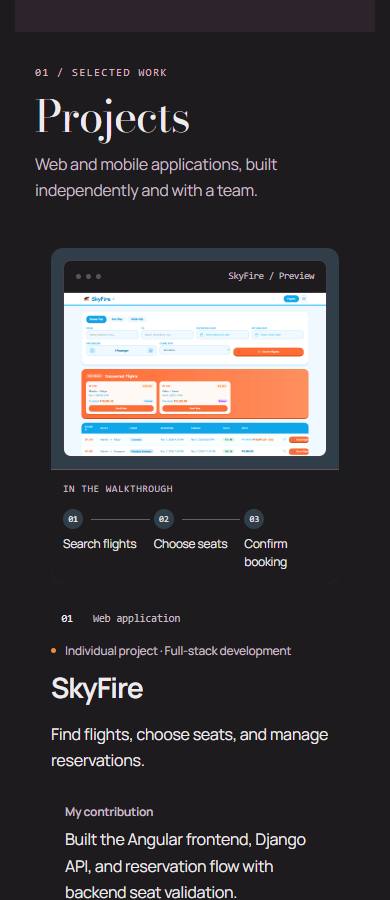 01 / SELECTED WORK
Projects
Web and mobile applications, built
independently and with a team.
SkyFire / Preview
SkyFire
IN THE WALKTHROUGH
01 02 03
Search flights Choose seats Confirm
booking
01 Web application
Individual project · Full-stack development
SkyFire
Find flights, choose seats, and manage
reservations.
My contribution
Built the Angular frontend, Django
API, and reservation flow with
backend seat validation.